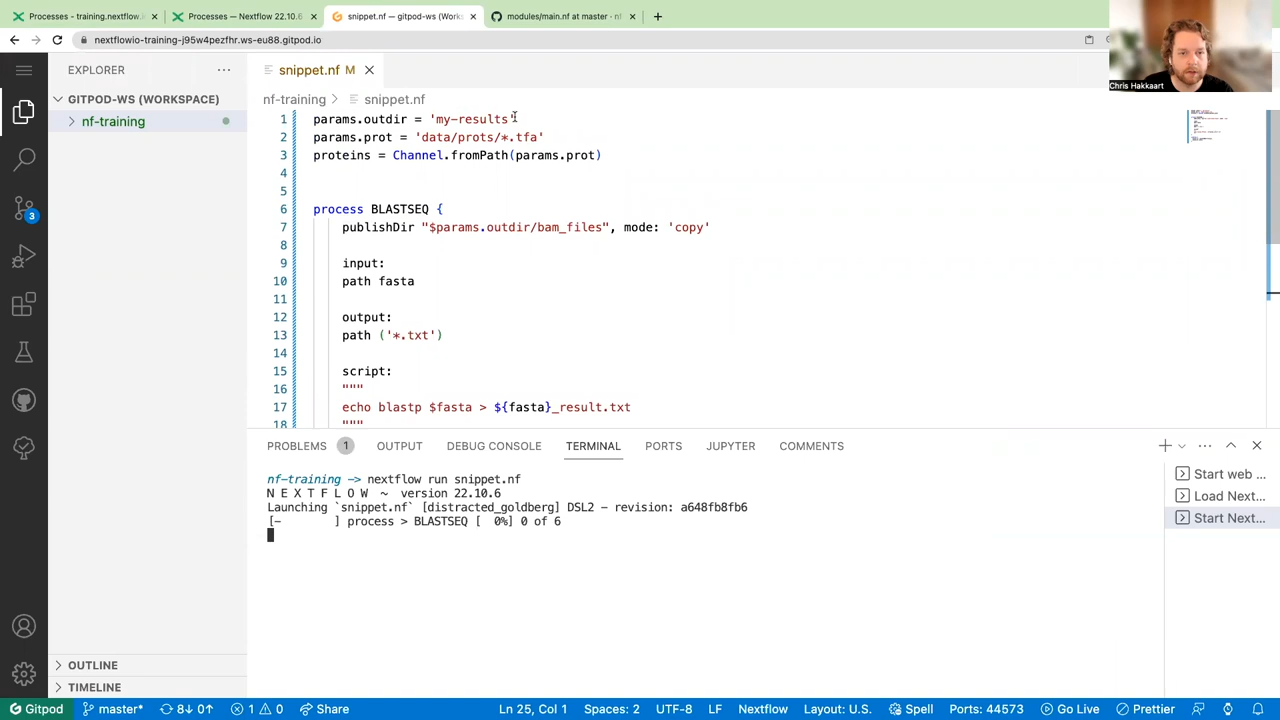 Processes - training.nextflow.i
Processes — Nextflow 22.10.6
snippet.nf — gitpod-ws (Works
modules/main.nf at master · nf
nextflowio-training-j95w4pezfhr.ws-eu88.gitpod.io
Chris Hakkaart
EXPLORER
snippet.nf M
GITPOD-WS (WORKSPACE)
nf-training
nf-training > snippet.nf
1 params.outdir = 'my-results'
2 params.prot = 'data/prots/*.tfa'
3 proteins = Channel.fromPath(params.prot)
4
5
6 process BLASTSEQ {
7 publishDir "$params.outdir/bam_files", mode: 'copy'
8
9 input:
10 path fasta
11
12 output:
13 path ('*.txt')
14
15 script:
16 """
17 echo blastp $fasta > ${fasta}_result.txt
18 """
3
PROBLEMS 1 OUTPUT DEBUG CONSOLE TERMINAL PORTS JUPYTER COMMENTS
nf-training -> nextflow run snippet.nf
N E X T F L O W ~ version 22.10.6
Launching `snippet.nf` [distracted_goldberg] DSL2 - revision: a648fb8fb6
[- ] process > BLASTSEQ [ 0%] 0 of 6
Start web ...
Load Next...
Start Next...
OUTLINE
TIMELINE
Gitpod master* 8↓ 0↑ 1 0 Share Ln 25, Col 1 Spaces: 2 UTF-8 LF Nextflow Layout: U.S. Spell Ports: 44573 Go Live Prettier